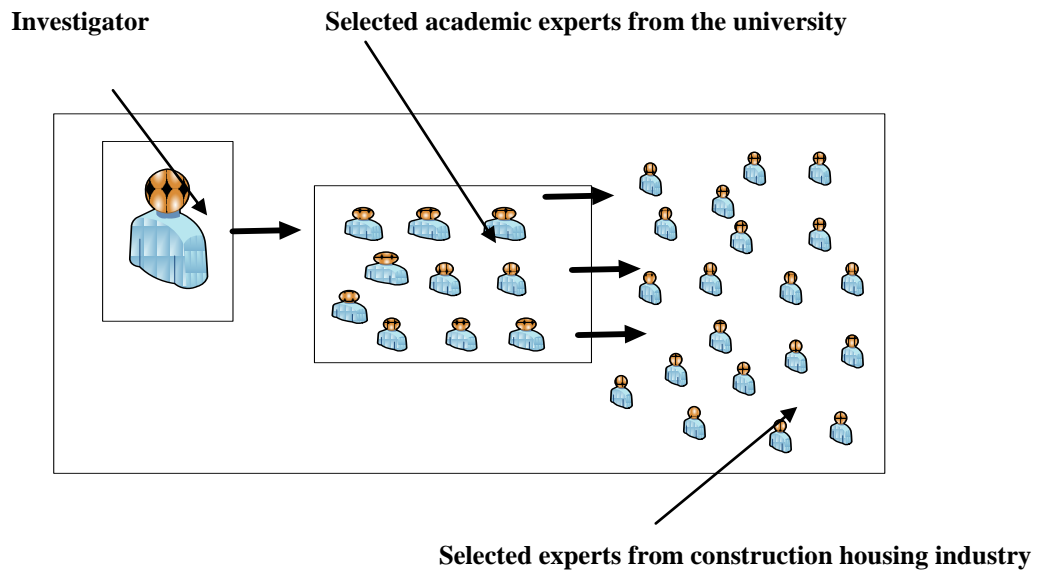 Investigator
Selected academic experts from the university
Selected experts from construction housing industry